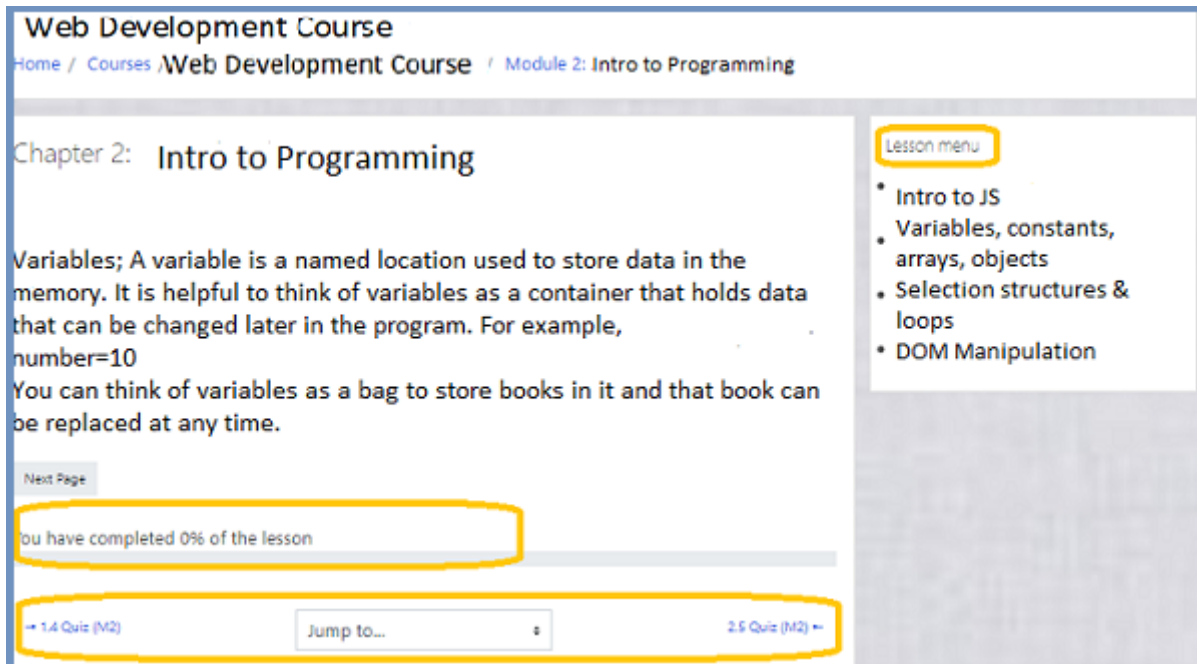 Web Development Course
Home / Courses /Web Development Course / Module 2: Intro to Programming
Chapter 2: Intro to Programming
Variables; A variable is a named location used to store data in the
memory. It is helpful to think of variables as a container that holds data
that can be changed later in the program. For example,
number=10
You can think of variables as a bag to store books in it and that book can
be replaced at any time.
Next Page
You have completed 0% of the lesson
→ 1.4 Quiz (M2)
Jump to...
2.5 Quiz (M2) ←
Lesson menu
• Intro to JS
• Variables, constants,
arrays, objects
• Selection structures &
loops
• DOM Manipulation